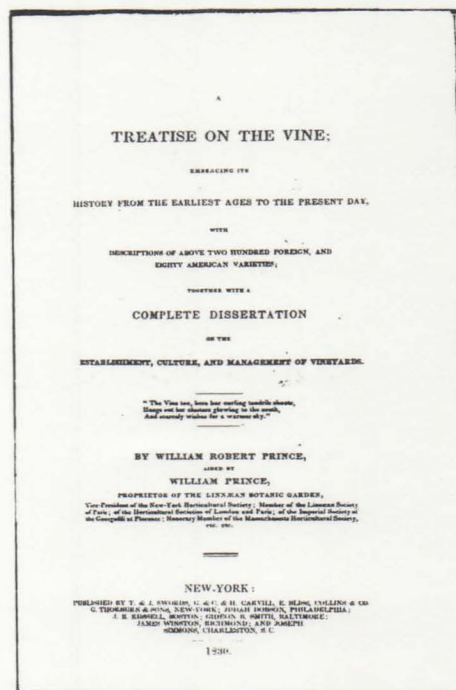 A
TREATISE ON THE VINE;
EMBRACING ITS
HISTORY FROM THE EARLIEST AGES TO THE PRESENT DAY,
WITH
DESCRIPTIONS OF ABOVE TWO HUNDRED FOREIGN, AND
EIGHTY AMERICAN VARIETIES;
TOGETHER WITH A
COMPLETE DISSERTATION
ON THE
ESTABLISHMENT, CULTURE, AND MANAGEMENT OF VINEYARDS.
" The Vine too, here her curling tendrils shoots,
Hangs out her clusters glowing to the south,
And scarcely wishes for a warmer sky."
BY WILLIAM ROBERT PRINCE,
AIDED BY
WILLIAM PRINCE,
PROPRIETOR OF THE LINNÆAN BOTANIC GARDEN,
Vice-President of the New-York Horticultural Society; Member of the Linnæan Society
of Paris; of the Horticultural Societies of London and Paris; of the Imperial Society of
the Georgofili at Florence; Honorary Member of the Massachusetts Horticultural Society,
etc. etc.
NEW-YORK:
PUBLISHED BY T. & J. SWORDS, G. & C. & H. CARVILL, E. BLISS, COLLINS & CO
G. THORBURN & SONS, NEW-YORK; JUDAH DOBSON, PHILADELPHIA;
J. B. RUSSELL, BOSTON; GIDEON B. SMITH, BALTIMORE;
JAMES WINSTON, RICHMOND; AND JOSEPH
SIMMONS, CHARLESTON, S. C
1830.